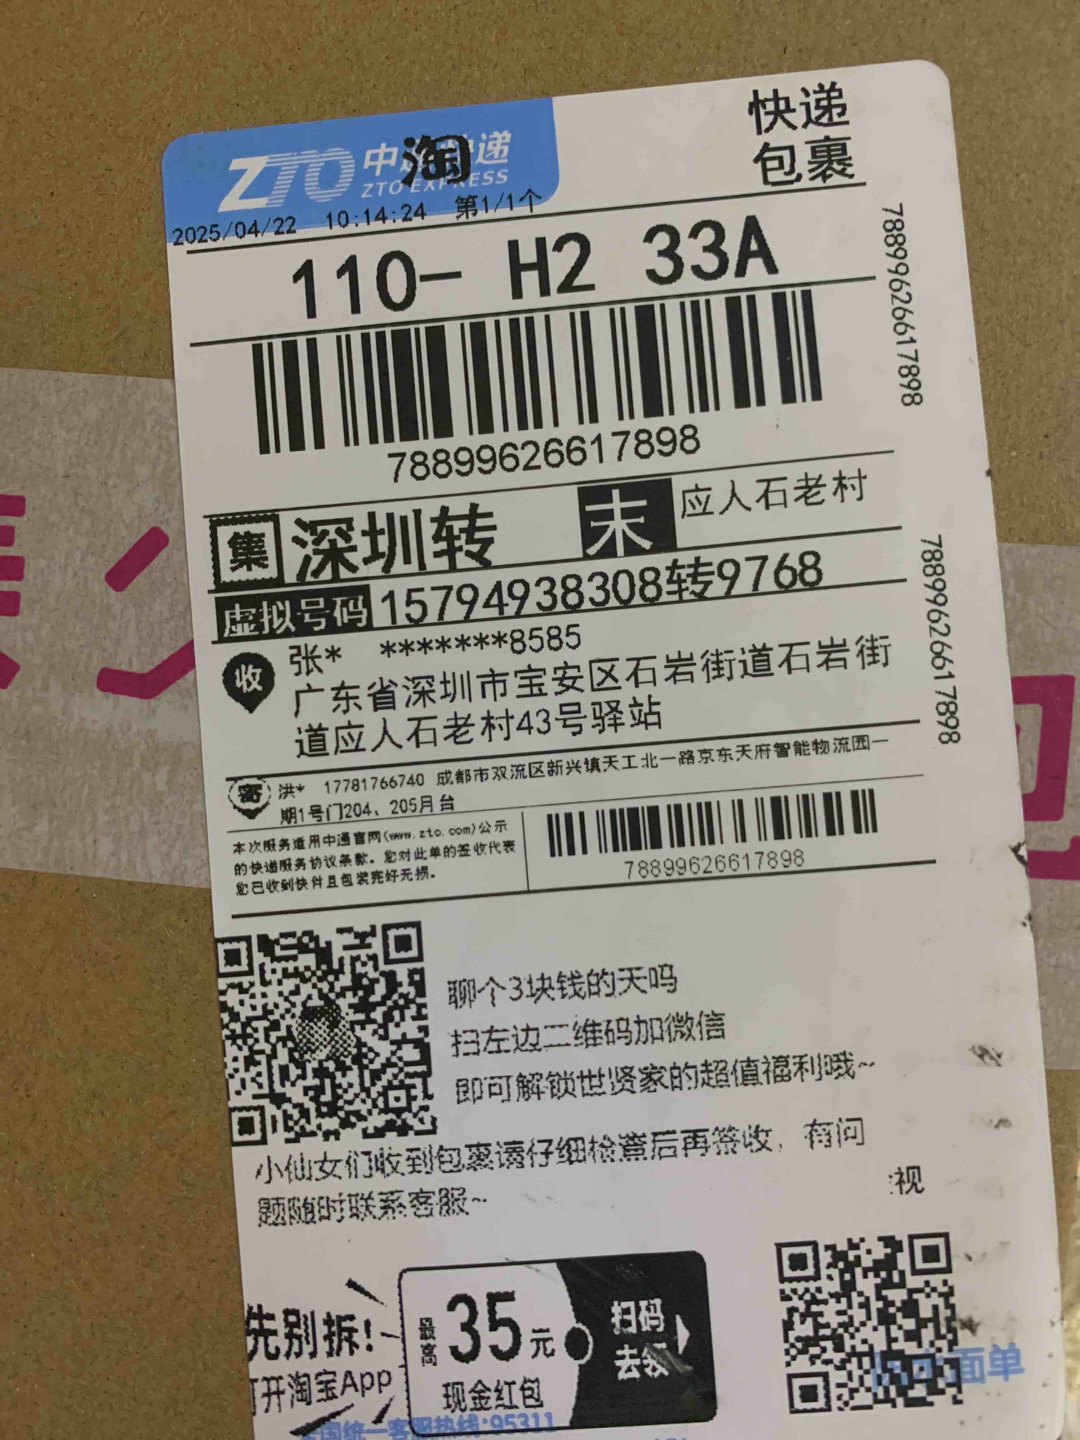 快递
包裹
ZTO 中通快递
淘
ZTO EXPRESS
2025/04/22 10:14:24 第1/1个
110- H2 33A
78899626617898
78899626617898
集 深圳转 末 应人石老村
虚拟号码 15794938308转9768
78899626617898
收 张* *******8585
广东省深圳市宝安区石岩街道石岩街
道应人石老村43号驿站
寄 洪* 17781766740 成都市双流区新兴镇天工北一路京东天府智能物流园一
期1号门204、205月台
本次服务适用中通官网(www.zto.com)公示
的快递服务协议条款。您对此单的签收代表
您已收到快件且包装完好无损。
78899626617898
聊个3块钱的天吗
扫左边二维码加微信
即可解锁世贤家的超值福利哦~
小仙女们收到包裹请仔细检查后再签收，有问
题随时联系客服~
视
先别拆!
打开淘宝App
最高35元
现金红包
扫码
去领
面单
全国统一客服热线:95311